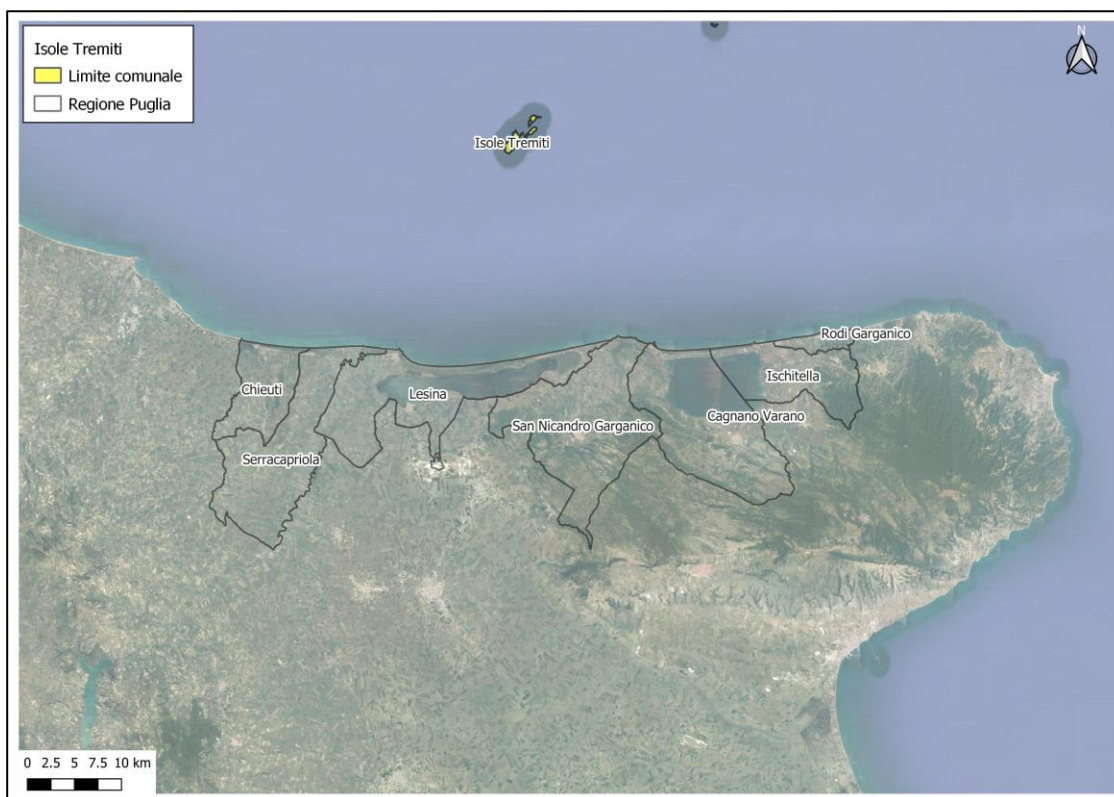 Isole Tremiti
Limite comunale
Regione Puglia
N
Isole Tremiti
Rodi Garganico
Ischitella
Chieuti
Lesina
Cagnano Varano
San Nicandro Garganico
Serracapriola
0 2.5 5 7.5 10 km